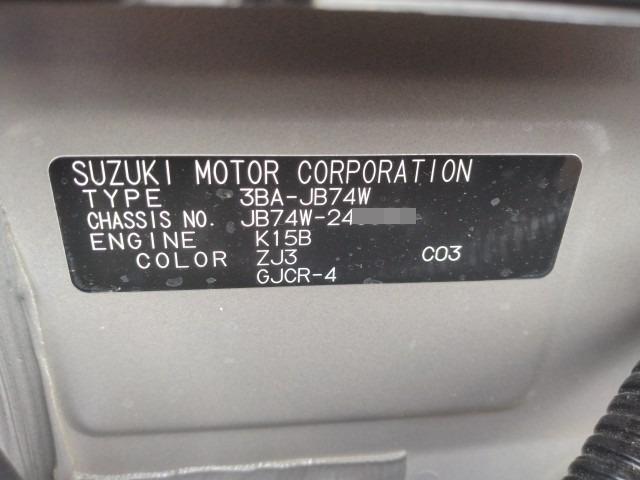 SUZUKI MOTOR CORPORATION
TYPE 3BA-JB74W
CHASSIS NO. JB74W-24
ENGINE K15B
COLOR ZJ3 C03
GJCR-4